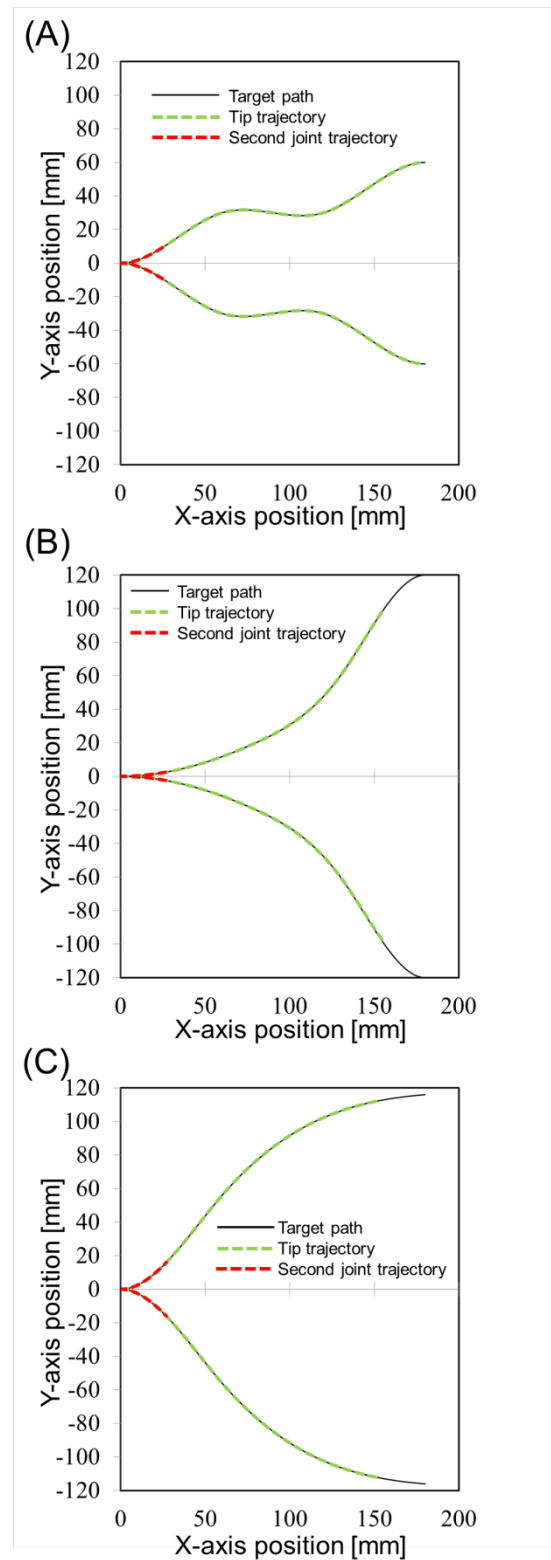 (A)
120
100
80
60
40
20
0
-20
-40
-60
-80
-100
-120
Y-axis position [mm]
Target path
Tip trajectory
Second joint trajectory
0 50 100 150 200
X-axis position [mm]
(B)
120
100
80
60
40
20
0
-20
-40
-60
-80
-100
-120
Y-axis position [mm]
Target path
Tip trajectory
Second joint trajectory
0 50 100 150 200
X-axis position [mm]
(C)
120
100
80
60
40
20
0
-20
-40
-60
-80
-100
-120
Y-axis position [mm]
Target path
Tip trajectory
Second joint trajectory
0 50 100 150 200
X-axis position [mm]